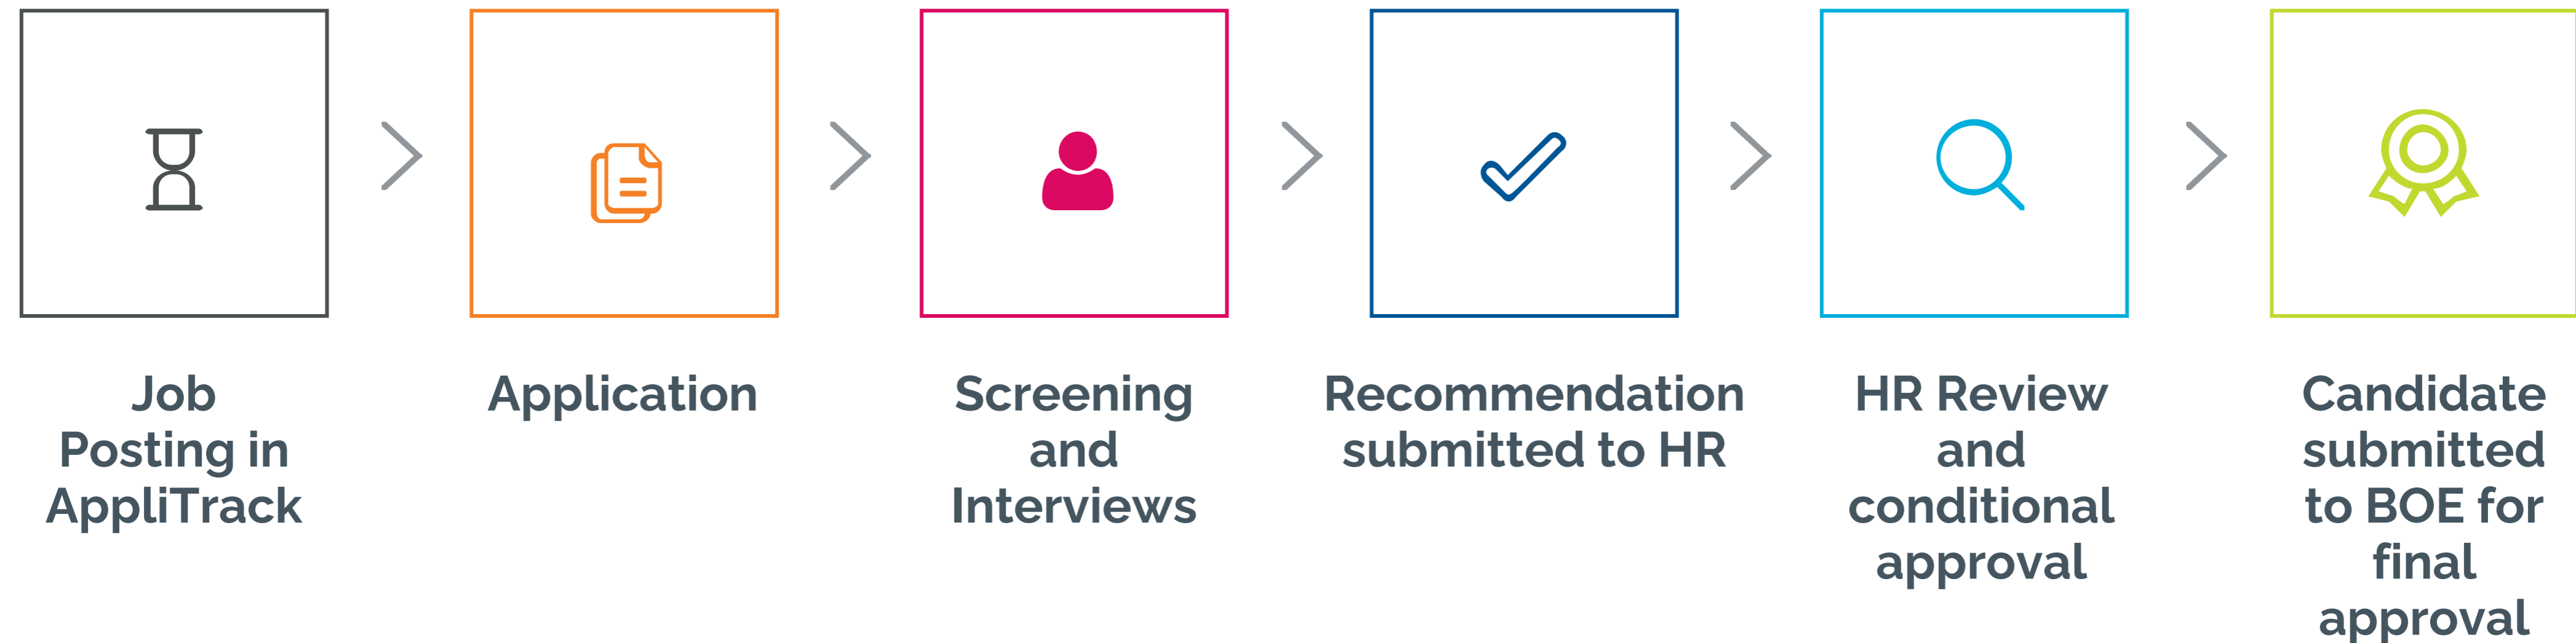 Job
Posting in
AppliTrack
Application
Screening
and
Interviews
Recommendation
submitted to HR
HR Review
and
conditional
approval
Candidate
submitted
to BOE for
final
approval